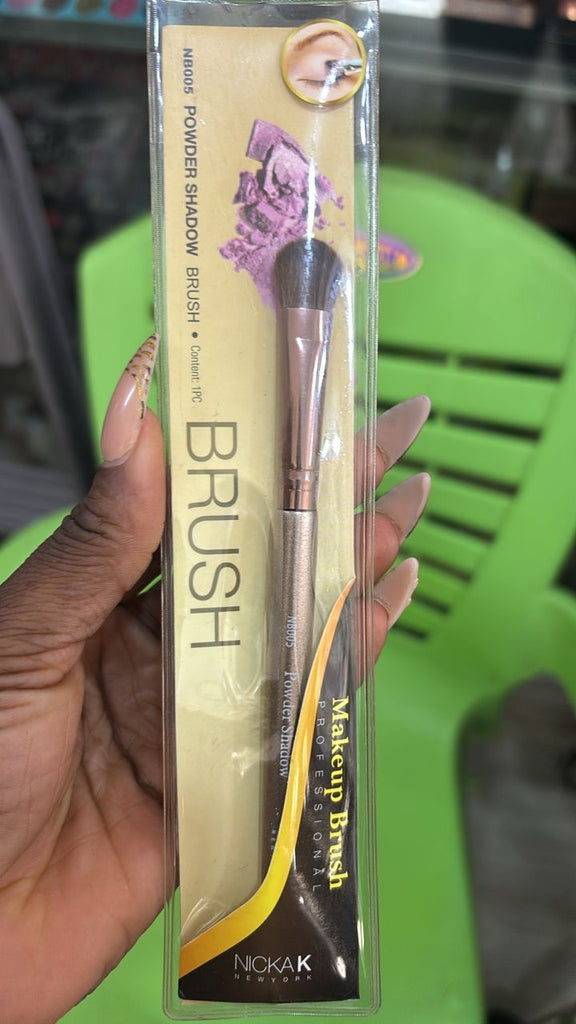 NB005 POWDER SHADOW BRUSH • Content: 1PC
BRUSH
NB005 Powder Shadow
Makeup Brush
PROFESSIONAL
NICKA K
NEW YORK